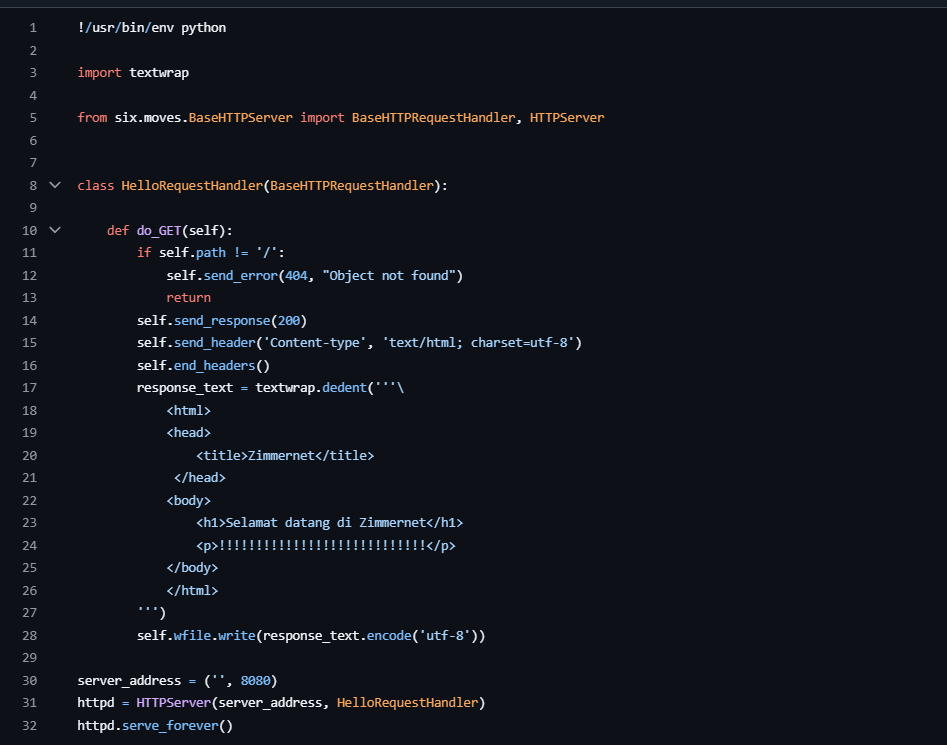 1 !/usr/bin/env python
2
3 import textwrap
4
5 from six.moves.BaseHTTPServer import BaseHTTPRequestHandler, HTTPServer
6
7
8 class HelloRequestHandler(BaseHTTPRequestHandler):
9
10     def do_GET(self):
11         if self.path != '/':
12             self.send_error(404, "Object not found")
13             return
14         self.send_response(200)
15         self.send_header('Content-type', 'text/html; charset=utf-8')
16         self.end_headers()
17         response_text = textwrap.dedent('''\
18             <html>
19             <head>
20                 <title>Zimmernet</title>
21              </head>
22             <body>
23                 <h1>Selamat datang di Zimmernet</h1>
24                 <p>!!!!!!!!!!!!!!!!!!!!!!!!!!!!</p>
25             </body>
26             </html>
27         ''')
28         self.wfile.write(response_text.encode('utf-8'))
29
30 server_address = ('', 8080)
31 httpd = HTTPServer(server_address, HelloRequestHandler)
32 httpd.serve_forever()